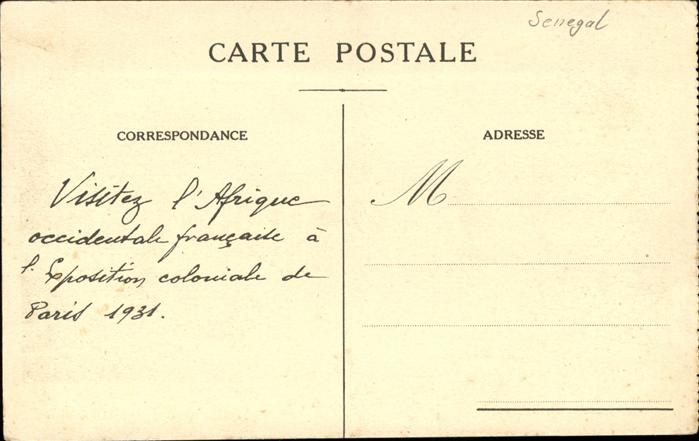 Senegal
CARTE POSTALE
CORRESPONDANCE
Visitez l'Afrique
occidentale française à
l'Exposition coloniale de
Paris 1931.
ADRESSE
M